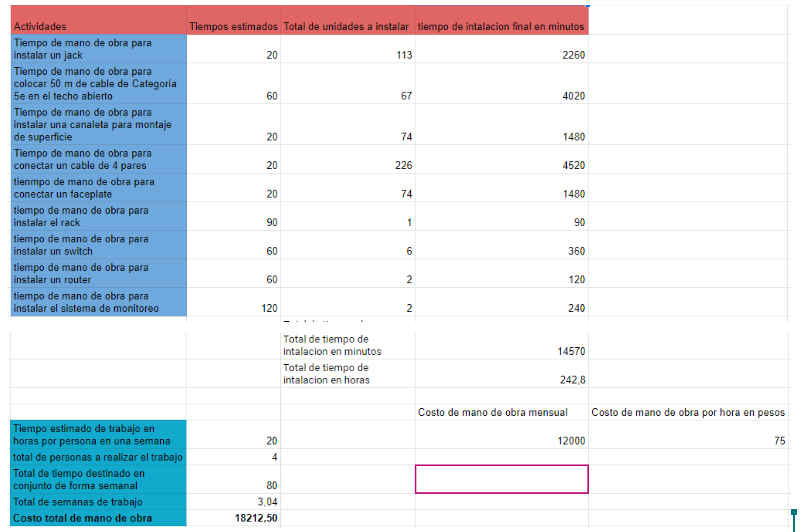 Actividades Tiempos estimados Total de unidades a instalar tiempo de intalacion final en minutos
Tiempo de mano de obra para
instalar un jack 20 113 2260
Tiempo de mano de obra para
colocar 50 m de cable de Categoría
5e en el techo abierto 60 67 4020
Tiempo de mano de obra para
instalar una canaleta para montaje
de superficie 20 74 1480
Tiempo de mano de obra para
conectar un cable de 4 pares 20 226 4520
tienmpo de mano de obra para
conectar un faceplate 20 74 1480
tiempo de mano de obra para
instalar el rack 90 1 90
tiempo de mano de obra para
instalar un switch 60 6 360
tiempo de mano de obra para
instalar un router 60 2 120
tiempo de mano de obra para
instalar el sistema de monitoreo 120 2 240
Total de tiempo de
intalacion en minutos 14570
Total de tiempo de
intalacion en horas 242,8
Costo de mano de obra mensual Costo de mano de obra por hora en pesos
Tiempo estimado de trabajo en
horas por persona en una semana 20 12000 75
total de personas a realizar el trabajo 4
Total de tiempo destinado en
conjunto de forma semanal 80
Total de semanas de trabajo 3,04
Costo total de mano de obra 18212,50